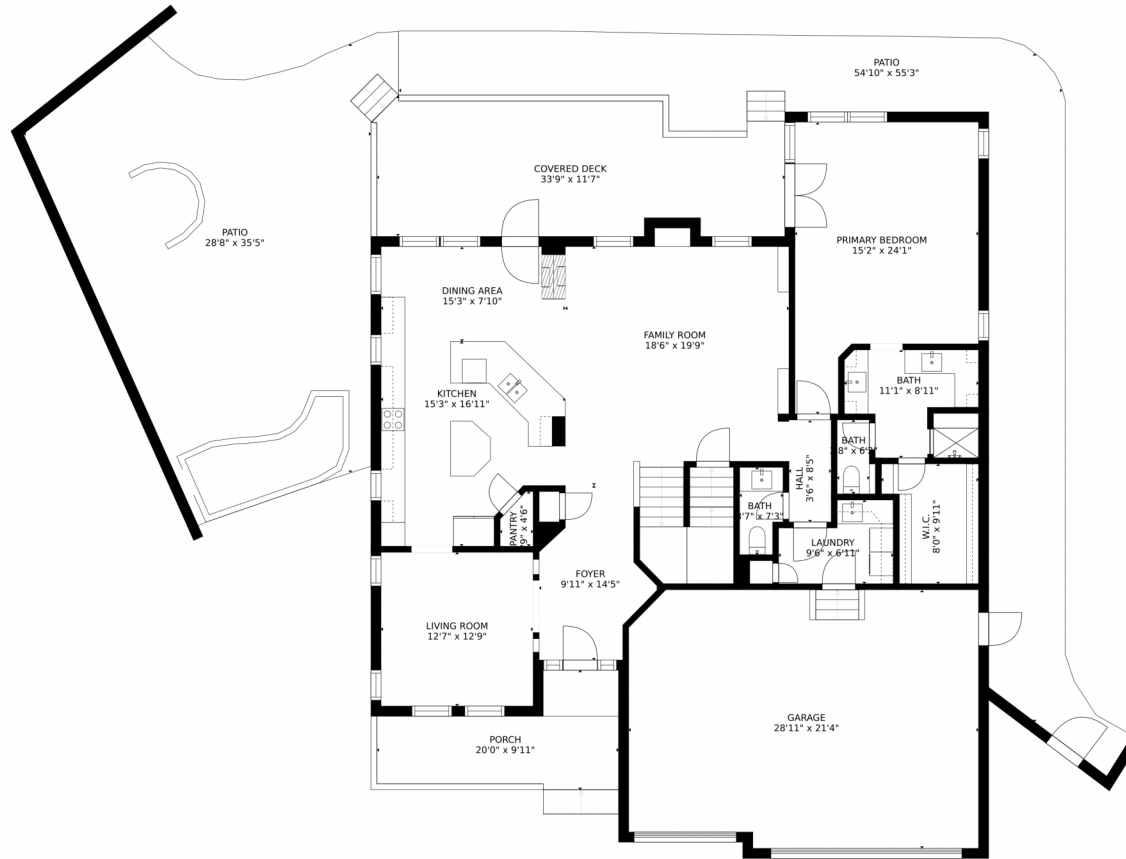 PATIO
54'10" x 55'3"
COVERED DECK
33'9" x 11'7"
PATIO
28'8" x 35'5"
PRIMARY BEDROOM
15'2" x 24'1"
DINING AREA
15'3" x 7'10"
FAMILY ROOM
18'6" x 19'9"
KITCHEN
15'3" x 16'11"
BATH
11'1" x 8'11"
BATH
HALL
3'6" x 8'5"
BATH
PANTRY
W.I.C.
8'0" x 9'11"
LAUNDRY
9'6" x 6'11"
FOYER
9'11" x 14'5"
LIVING ROOM
12'7" x 12'9"
PORCH
20'0" x 9'11"
GARAGE
28'11" x 21'4"